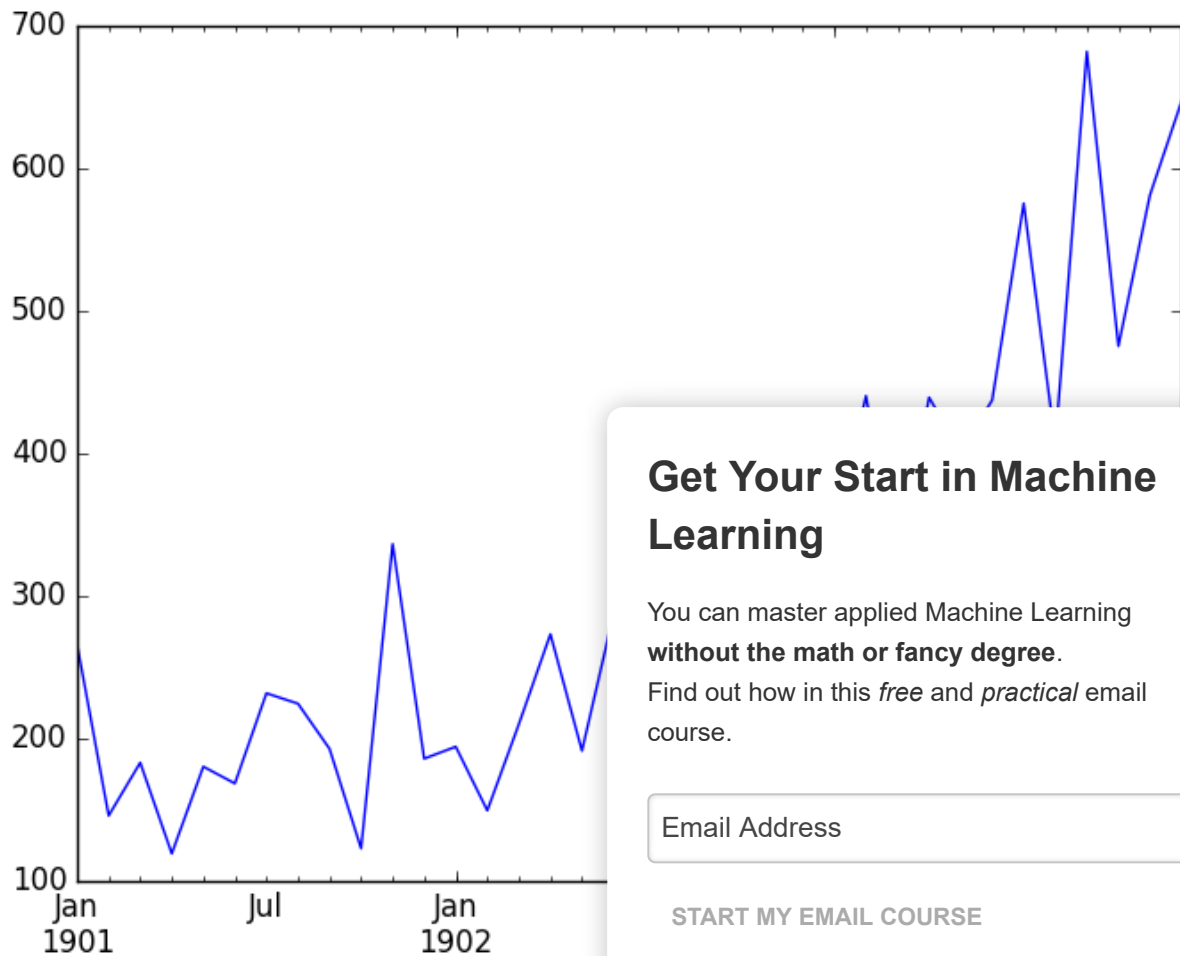 700
600
500
400
300
200
100
Jan
1901
Jul
Jan
1902
Get Your Start in Machine
Learning
You can master applied Machine Learning
without the math or fancy degree.
Find out how in this free and practical email
course.
Email Address
START MY EMAIL COURSE